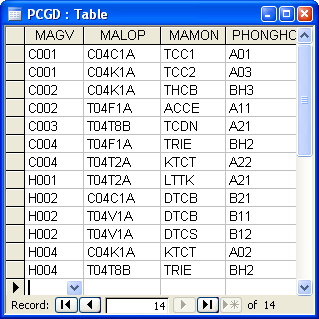 PCGD : Table
MAGV MALOP MAMON PHONGHO
C001 C04C1A TCC1 A01
C001 C04K1A TCC2 A03
C002 C04K1A THCB BH3
C002 T04F1A ACCE A11
C003 T04T8B TCDN A21
C004 T04F1A TRIE BH2
C004 T04T2A KTCT A22
H001 T04T2A LTTK A21
H002 C04C1A DTCB B21
H002 T04V1A DTCB B11
H002 T04V1A DTCS B12
H004 C04K1A KTCT A02
H004 T04T8B TRIE BH2
Record: 14 of 14